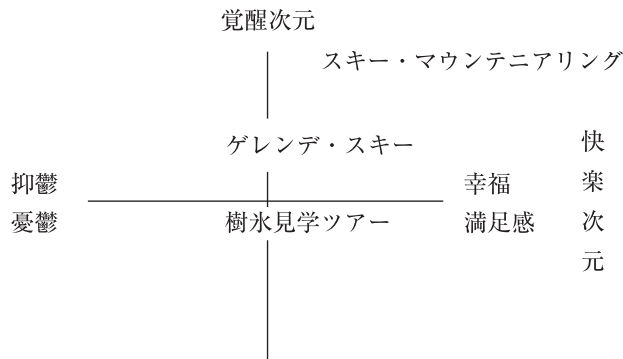 覚醒次元
スキー・マウンテニアリング
ゲレンデ・スキー
快楽次元
抑鬱
憂鬱
幸福
満足感
樹氷見学ツアー